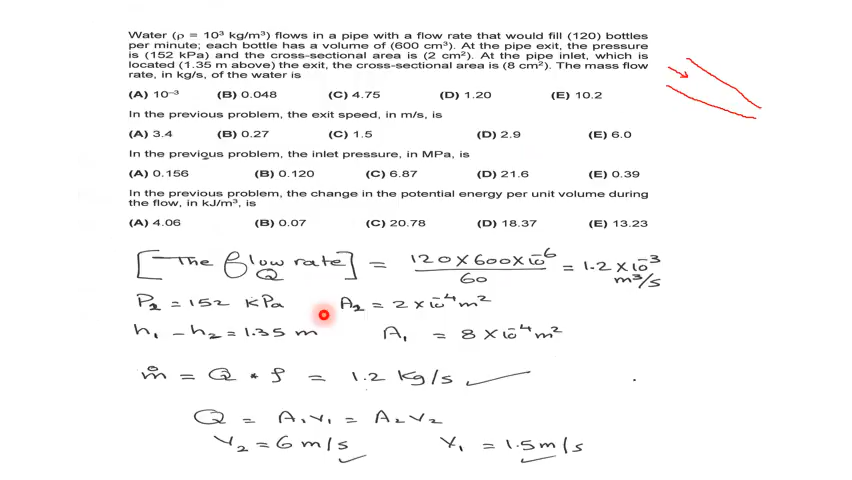 Water (ρ = 10³ kg/m³) flows in a pipe with a flow rate that would fill (120) bottles
per minute; each bottle has a volume of (600 cm³). At the pipe exit, the pressure
is (152 kPa) and the cross-sectional area is (2 cm²). At the pipe inlet, which is
located (1.35 m above) the exit, the cross-sectional area is (8 cm²). The mass flow
rate, in kg/s, of the water is
(A) 10⁻³ (B) 0.048 (C) 4.75 (D) 1.20 (E) 10.2
In the previous problem, the exit speed, in m/s, is
(A) 3.4 (B) 0.27 (C) 1.5 (D) 2.9 (E) 6.0
In the previous problem, the inlet pressure, in MPa, is
(A) 0.156 (B) 0.120 (C) 6.87 (D) 21.6 (E) 0.39
In the previous problem, the change in the potential energy per unit volume during
the flow, in kJ/m³, is
(A) 4.06 (B) 0.07 (C) 20.78 (D) 18.37 (E) 13.23
[The flow rate Q] = 120 × 600 × 10⁻⁶ / 60 = 1.2 × 10⁻³ m³/s
P₂ = 152 KPa A₂ = 2 × 10⁻⁴ m²
h₁ − h₂ = 1.35 m A₁ = 8 × 10⁻⁴ m²
ṁ = Q * ρ = 1.2 kg/s
Q = A₁V₁ = A₂V₂
V₂ = 6 m/s V₁ = 1.5 m/s